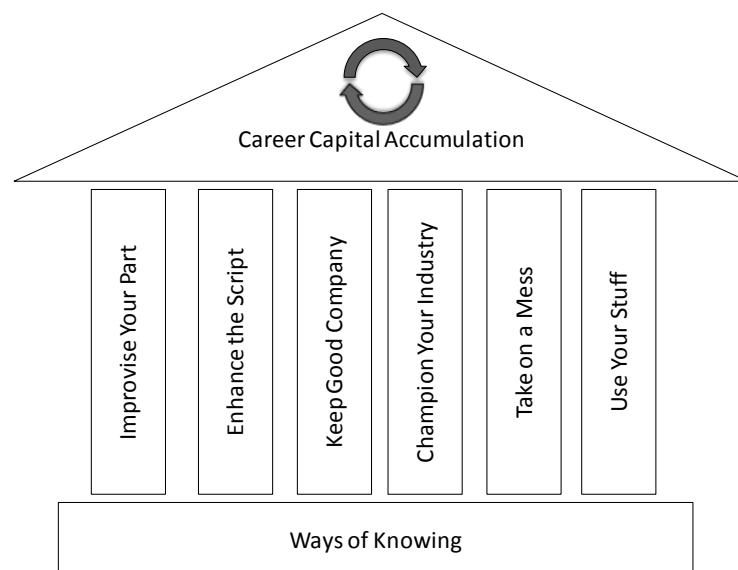 Career Capital Accumulation
Improvise Your Part
Enhance the Script
Keep Good Company
Champion Your Industry
Take on a Mess
Use Your Stuff
Ways of Knowing